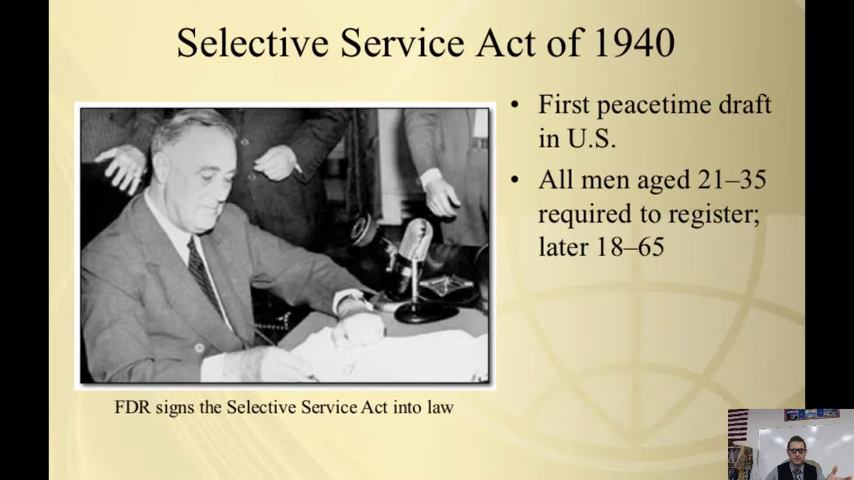 Selective Service Act of 1940
• First peacetime draft
in U.S.
• All men aged 21–35
required to register;
later 18–65
FDR signs the Selective Service Act into law